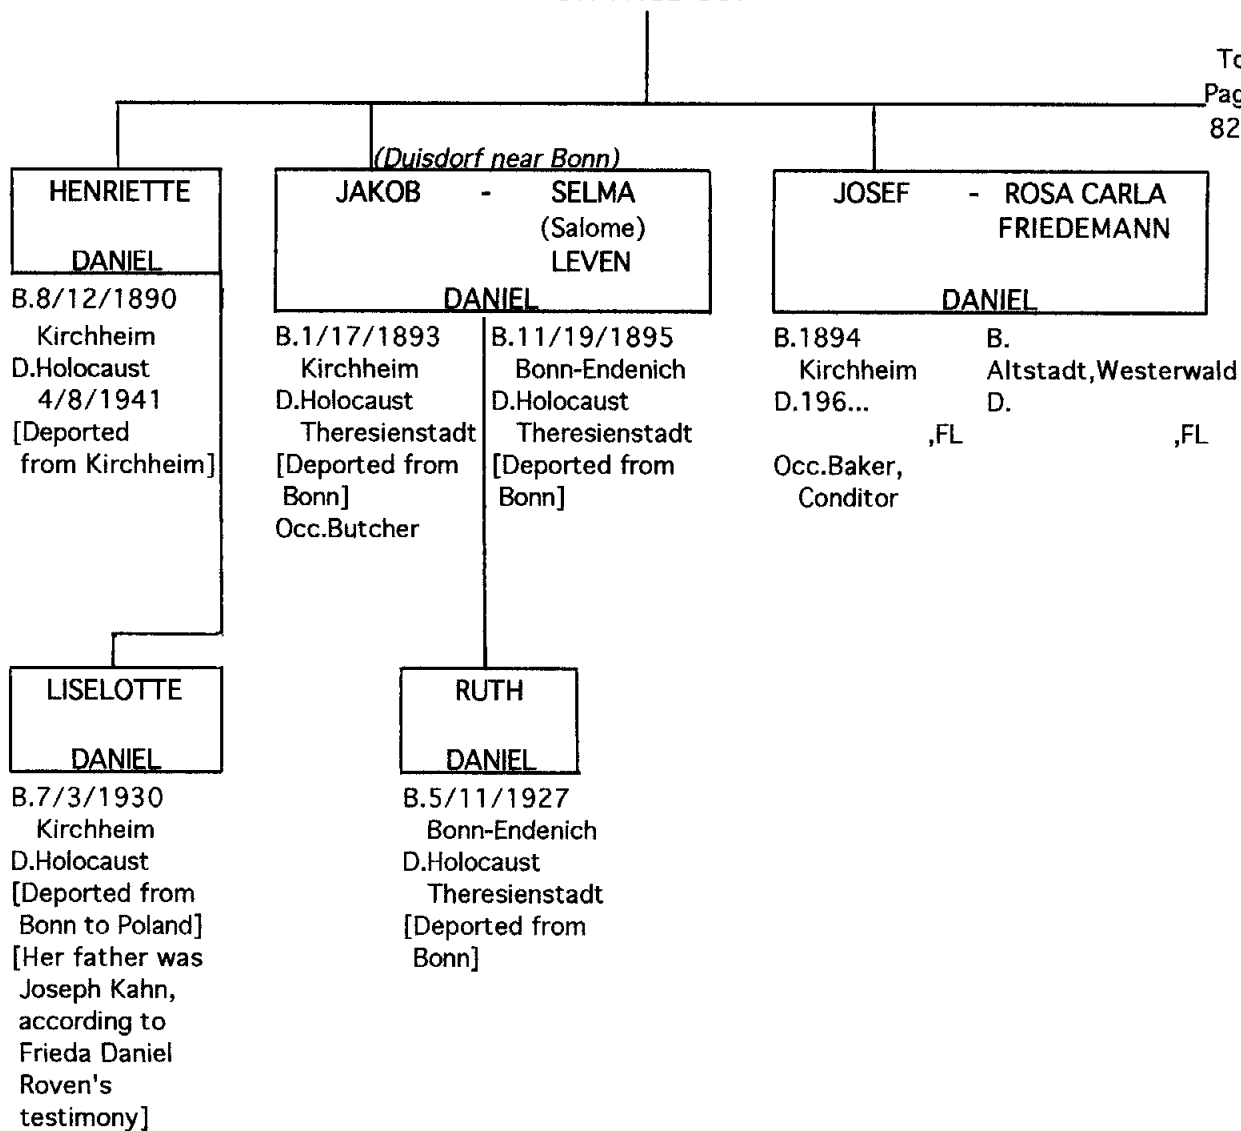 To
Pag
82
(Duisdorf near Bonn)
HENRIETTE
DANIEL
B.8/12/1890
Kirchheim
D.Holocaust
4/8/1941
[Deported
from Kirchheim]
JAKOB - SELMA
(Salome)
LEVEN
DANIEL
B.1/17/1893
Kirchheim
D.Holocaust
Theresienstadt
[Deported from
Bonn]
Occ.Butcher
B.11/19/1895
Bonn-Endenich
D.Holocaust
Theresienstadt
[Deported from
Bonn]
JOSEF - ROSA CARLA
FRIEDEMANN
DANIEL
B.1894
Kirchheim
D.196...
,FL
Occ.Baker,
Conditor
B.
Altstadt,Westerwald
D.
,FL
LISELOTTE
DANIEL
B.7/3/1930
Kirchheim
D.Holocaust
[Deported from
Bonn to Poland]
[Her father was
Joseph Kahn,
according to
Frieda Daniel
Roven's
testimony]
RUTH
DANIEL
B.5/11/1927
Bonn-Endenich
D.Holocaust
Theresienstadt
[Deported from
Bonn]